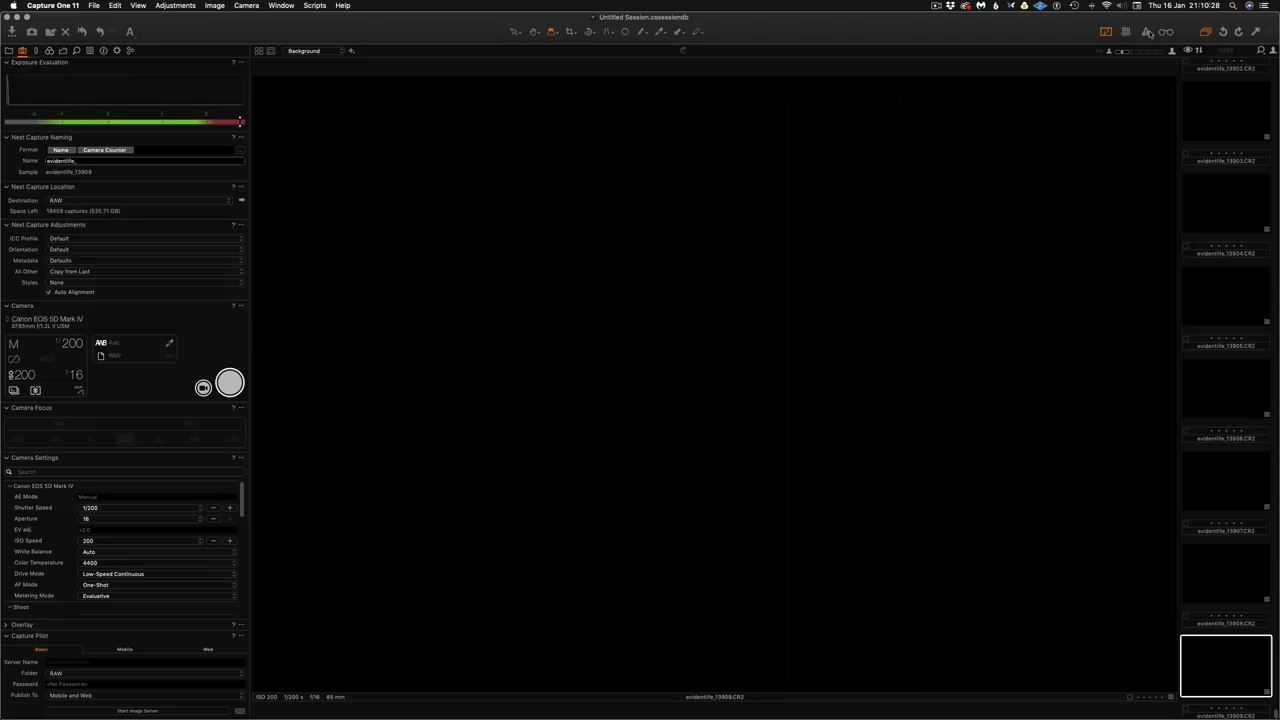 Capture One 11 File Edit View Adjustments Image Camera Window Scripts Help Thu 16 Jan 21:10:28
Untitled Session.cosessiondb
Background
Exposure Evaluation
Next Capture Naming
Format Name Camera Counter
Name evidentlife_
Sample evidentlife_13909
Next Capture Location
Destination RAW
Space Left 19459 captures (535.71 GB)
Next Capture Adjustments
ICC Profile Default
Orientation Default
Metadata Defaults
All Other Copy from Last
Styles None
Auto Alignment
Camera
Canon EOS 5D Mark IV
EF85mm f/1.2L II USM
M 1/200
AWB Auto
RAW
200 f16
Camera Focus
Camera Settings
Search
Canon EOS 5D Mark IV
AE Mode Manual
Shutter Speed 1/200
Aperture 16
EV adj. +0.0
ISO Speed 200
White Balance Auto
Color Temperature 4400
Drive Mode Low-Speed Continuous
AF Mode One-Shot
Metering Mode Evaluative
Shoot
Overlay
Capture Pilot
Basic Mobile Web
Server Name
Folder RAW
Password <No Password>
Publish To Mobile and Web
Start Image Server
ISO 200 1/200 s f/16 85 mm
evidentlife_13909.CR2
evidentlife_13902.CR2
evidentlife_13903.CR2
evidentlife_13904.CR2
evidentlife_13905.CR2
evidentlife_13906.CR2
evidentlife_13907.CR2
evidentlife_13908.CR2
evidentlife_13909.CR2